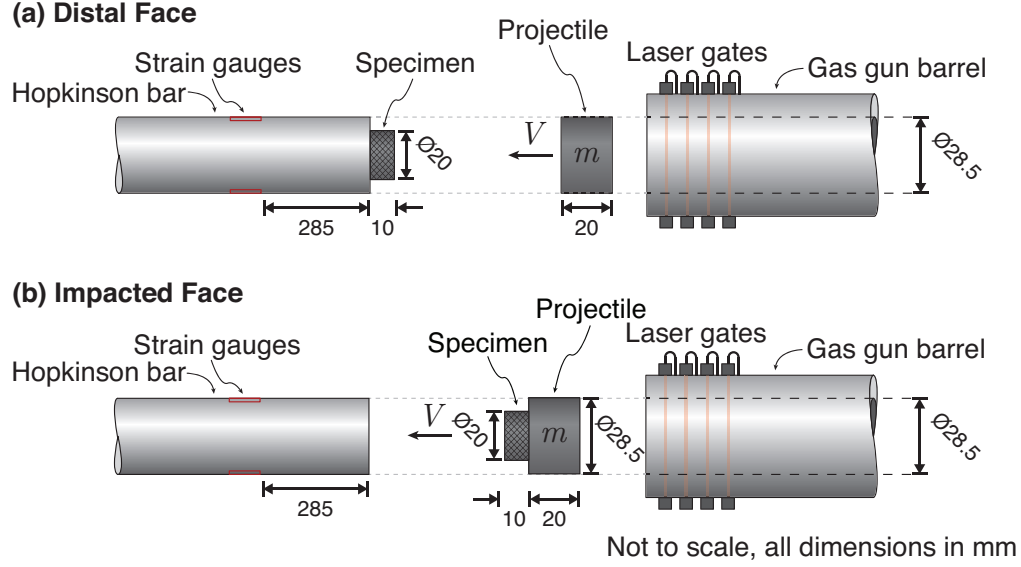 (a) Distal Face
Projectile
Laser gates
Strain gauges
Specimen
Gas gun barrel
Hopkinson bar
V
m
Ø20
Ø28.5
285
10
20
(b) Impacted Face
Projectile
Laser gates
Strain gauges
Specimen
Gas gun barrel
Hopkinson bar
V
Ø20
m
Ø28.5
Ø28.5
285
10
20
Not to scale, all dimensions in mm